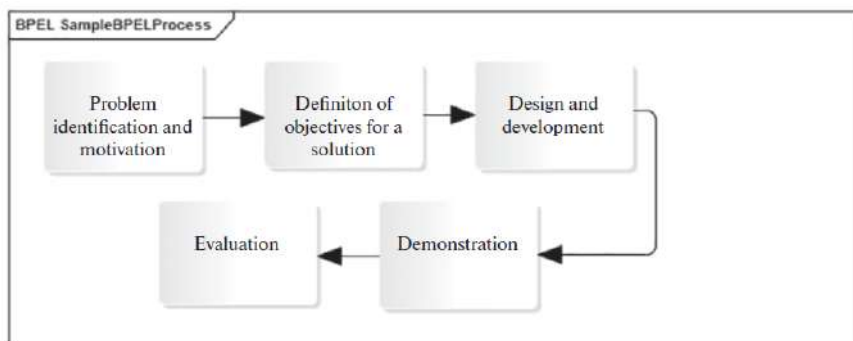 BPEL SampleBPELProcess
Problem
identification and
motivation
Definiton of
objectives for a
solution
Design and
development
Evaluation
Demonstration